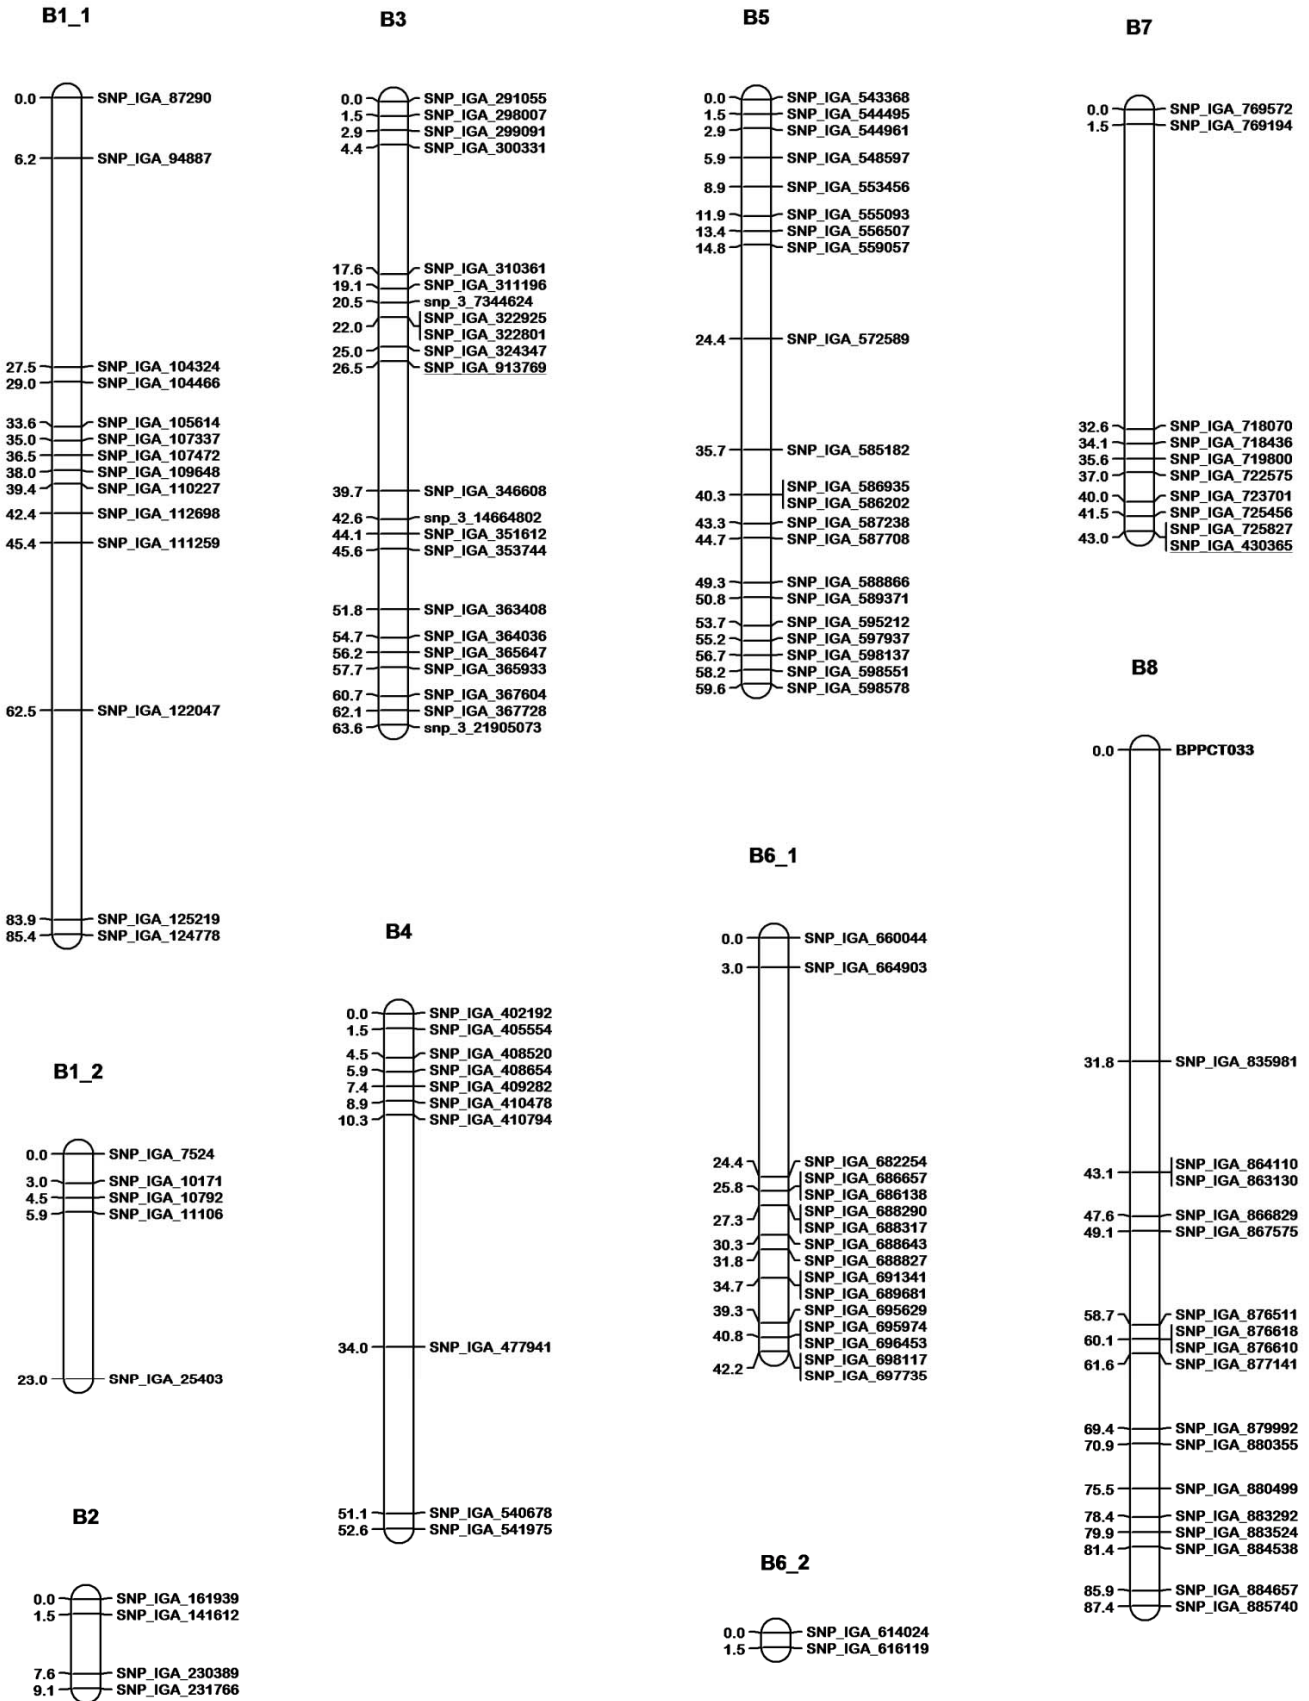 B1_1
0.0 SNP_IGA_87290
6.2 SNP_IGA_94887
27.5 SNP_IGA_104324
29.0 SNP_IGA_104466
33.6 SNP_IGA_105614
35.0 SNP_IGA_107337
36.5 SNP_IGA_107472
38.0 SNP_IGA_109648
39.4 SNP_IGA_110227
42.4 SNP_IGA_112698
45.4 SNP_IGA_111259
62.5 SNP_IGA_122047
83.9 SNP_IGA_125219
85.4 SNP_IGA_124778
B1_2
0.0 SNP_IGA_7524
3.0 SNP_IGA_10171
4.5 SNP_IGA_10792
5.9 SNP_IGA_11106
23.0 SNP_IGA_25403
B2
0.0 SNP_IGA_161939
1.5 SNP_IGA_141612
7.6 SNP_IGA_230389
9.1 SNP_IGA_231766
B3
0.0 SNP_IGA_291055
1.5 SNP_IGA_298007
2.9 SNP_IGA_299091
4.4 SNP_IGA_300331
17.6 SNP_IGA_310361
19.1 SNP_IGA_311196
20.5 snp_3_7344624
22.0 SNP_IGA_322925
SNP_IGA_322801
25.0 SNP_IGA_324347
26.5 SNP_IGA_913769
39.7 SNP_IGA_346608
42.6 snp_3_14664802
44.1 SNP_IGA_351612
45.6 SNP_IGA_353744
51.8 SNP_IGA_363408
54.7 SNP_IGA_364036
56.2 SNP_IGA_365647
57.7 SNP_IGA_365933
60.7 SNP_IGA_367604
62.1 SNP_IGA_367728
63.6 snp_3_21905073
B4
0.0 SNP_IGA_402192
1.5 SNP_IGA_405554
4.5 SNP_IGA_408520
5.9 SNP_IGA_408654
7.4 SNP_IGA_409282
8.9 SNP_IGA_410478
10.3 SNP_IGA_410794
34.0 SNP_IGA_477941
51.1 SNP_IGA_540678
52.6 SNP_IGA_541975
B5
0.0 SNP_IGA_543368
1.5 SNP_IGA_544495
2.9 SNP_IGA_544961
5.9 SNP_IGA_548597
8.9 SNP_IGA_553456
11.9 SNP_IGA_555093
13.4 SNP_IGA_556507
14.8 SNP_IGA_559057
24.4 SNP_IGA_572589
35.7 SNP_IGA_585182
40.3 SNP_IGA_586935
SNP_IGA_586202
43.3 SNP_IGA_587238
44.7 SNP_IGA_587708
49.3 SNP_IGA_588866
50.8 SNP_IGA_589371
53.7 SNP_IGA_595212
55.2 SNP_IGA_597937
56.7 SNP_IGA_598137
58.2 SNP_IGA_598551
59.6 SNP_IGA_598578
B6_1
0.0 SNP_IGA_660044
3.0 SNP_IGA_664903
24.4 SNP_IGA_682254
25.8 SNP_IGA_686657
SNP_IGA_686138
27.3 SNP_IGA_688290
SNP_IGA_688317
30.3 SNP_IGA_688643
31.8 SNP_IGA_688827
34.7 SNP_IGA_691341
SNP_IGA_689681
39.3 SNP_IGA_695629
40.8 SNP_IGA_695974
SNP_IGA_696453
42.2 SNP_IGA_698117
SNP_IGA_697735
B6_2
0.0 SNP_IGA_614024
1.5 SNP_IGA_616119
B7
0.0 SNP_IGA_769572
1.5 SNP_IGA_769194
32.6 SNP_IGA_718070
34.1 SNP_IGA_718436
35.6 SNP_IGA_719800
37.0 SNP_IGA_722575
40.0 SNP_IGA_723701
41.5 SNP_IGA_725456
43.0 SNP_IGA_725827
SNP_IGA_430365
B8
0.0 BPPCT033
31.8 SNP_IGA_835981
43.1 SNP_IGA_864110
SNP_IGA_863130
47.6 SNP_IGA_866829
49.1 SNP_IGA_867575
58.7 SNP_IGA_876511
60.1 SNP_IGA_876618
SNP_IGA_876610
61.6 SNP_IGA_877141
69.4 SNP_IGA_879992
70.9 SNP_IGA_880355
75.5 SNP_IGA_880499
78.4 SNP_IGA_883292
79.9 SNP_IGA_883524
81.4 SNP_IGA_884538
85.9 SNP_IGA_884657
87.4 SNP_IGA_885740